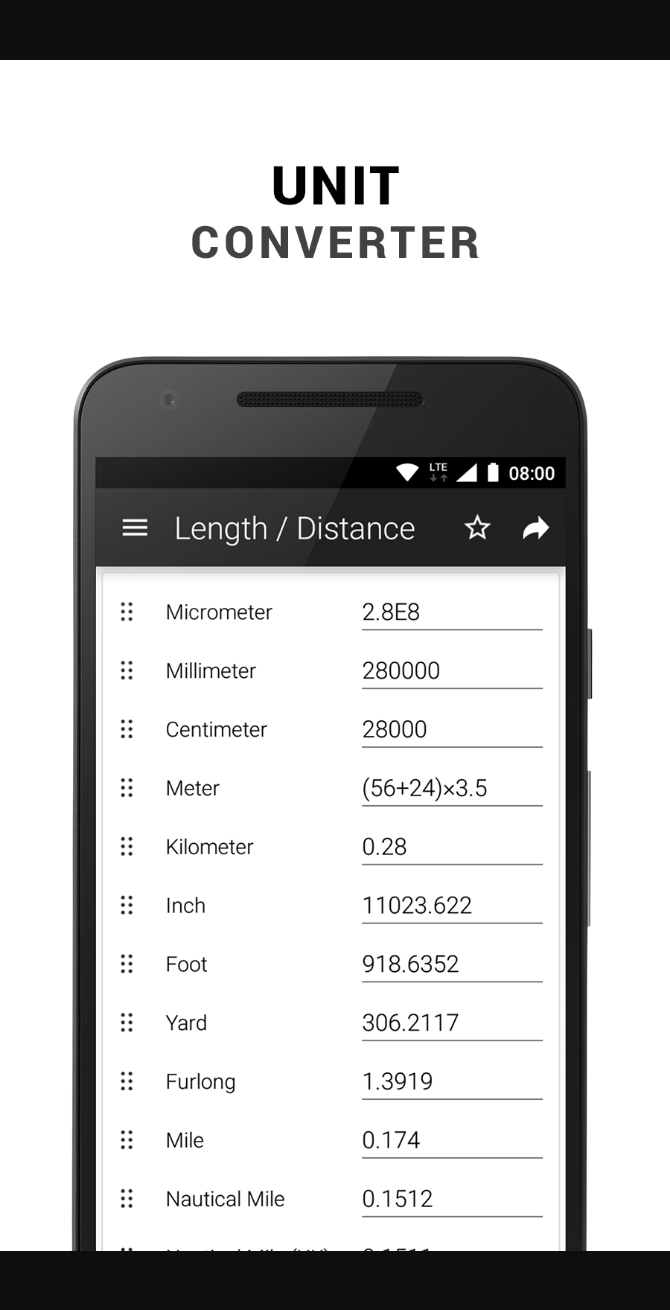 UNIT
CONVERTER
LTE 08:00
Length / Distance
Micrometer 2.8E8
Millimeter 280000
Centimeter 28000
Meter (56+24)×3.5
Kilometer 0.28
Inch 11023.622
Foot 918.6352
Yard 306.2117
Furlong 1.3919
Mile 0.174
Nautical Mile 0.1512